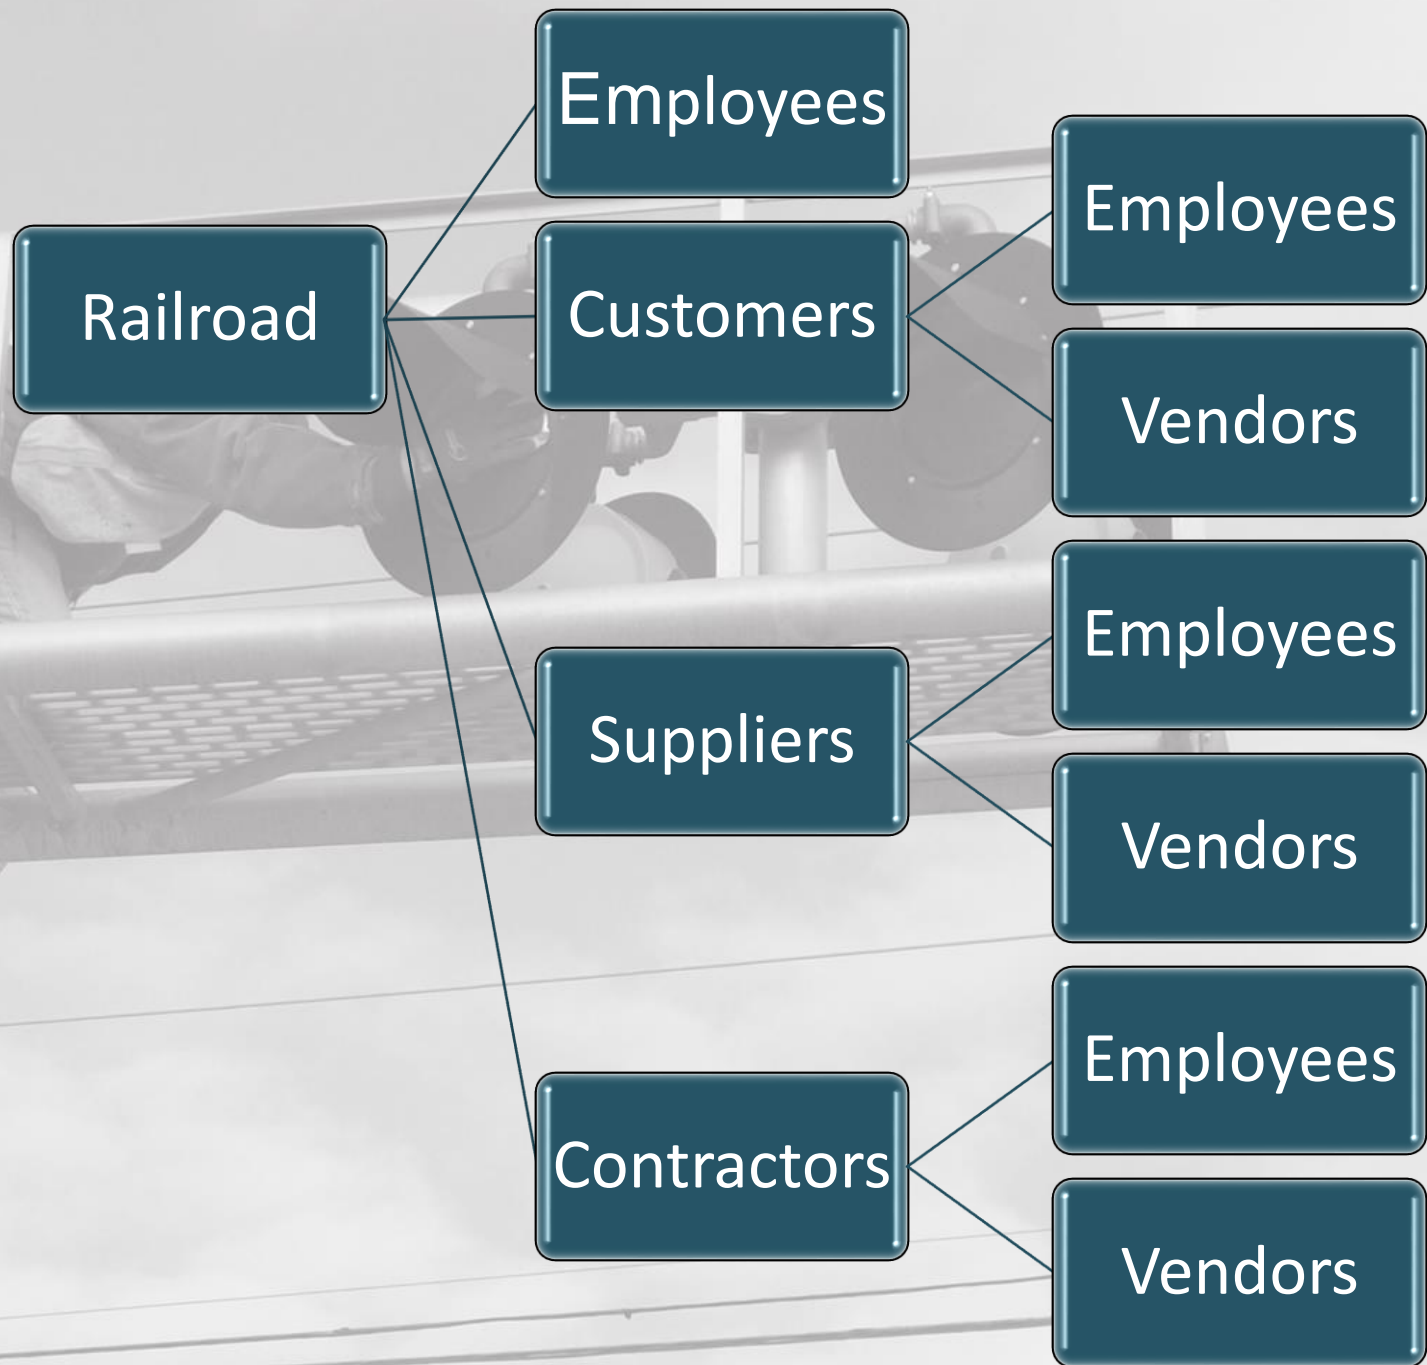 Railroad
Employees
Customers
Employees
Vendors
Suppliers
Employees
Vendors
Contractors
Employees
Vendors